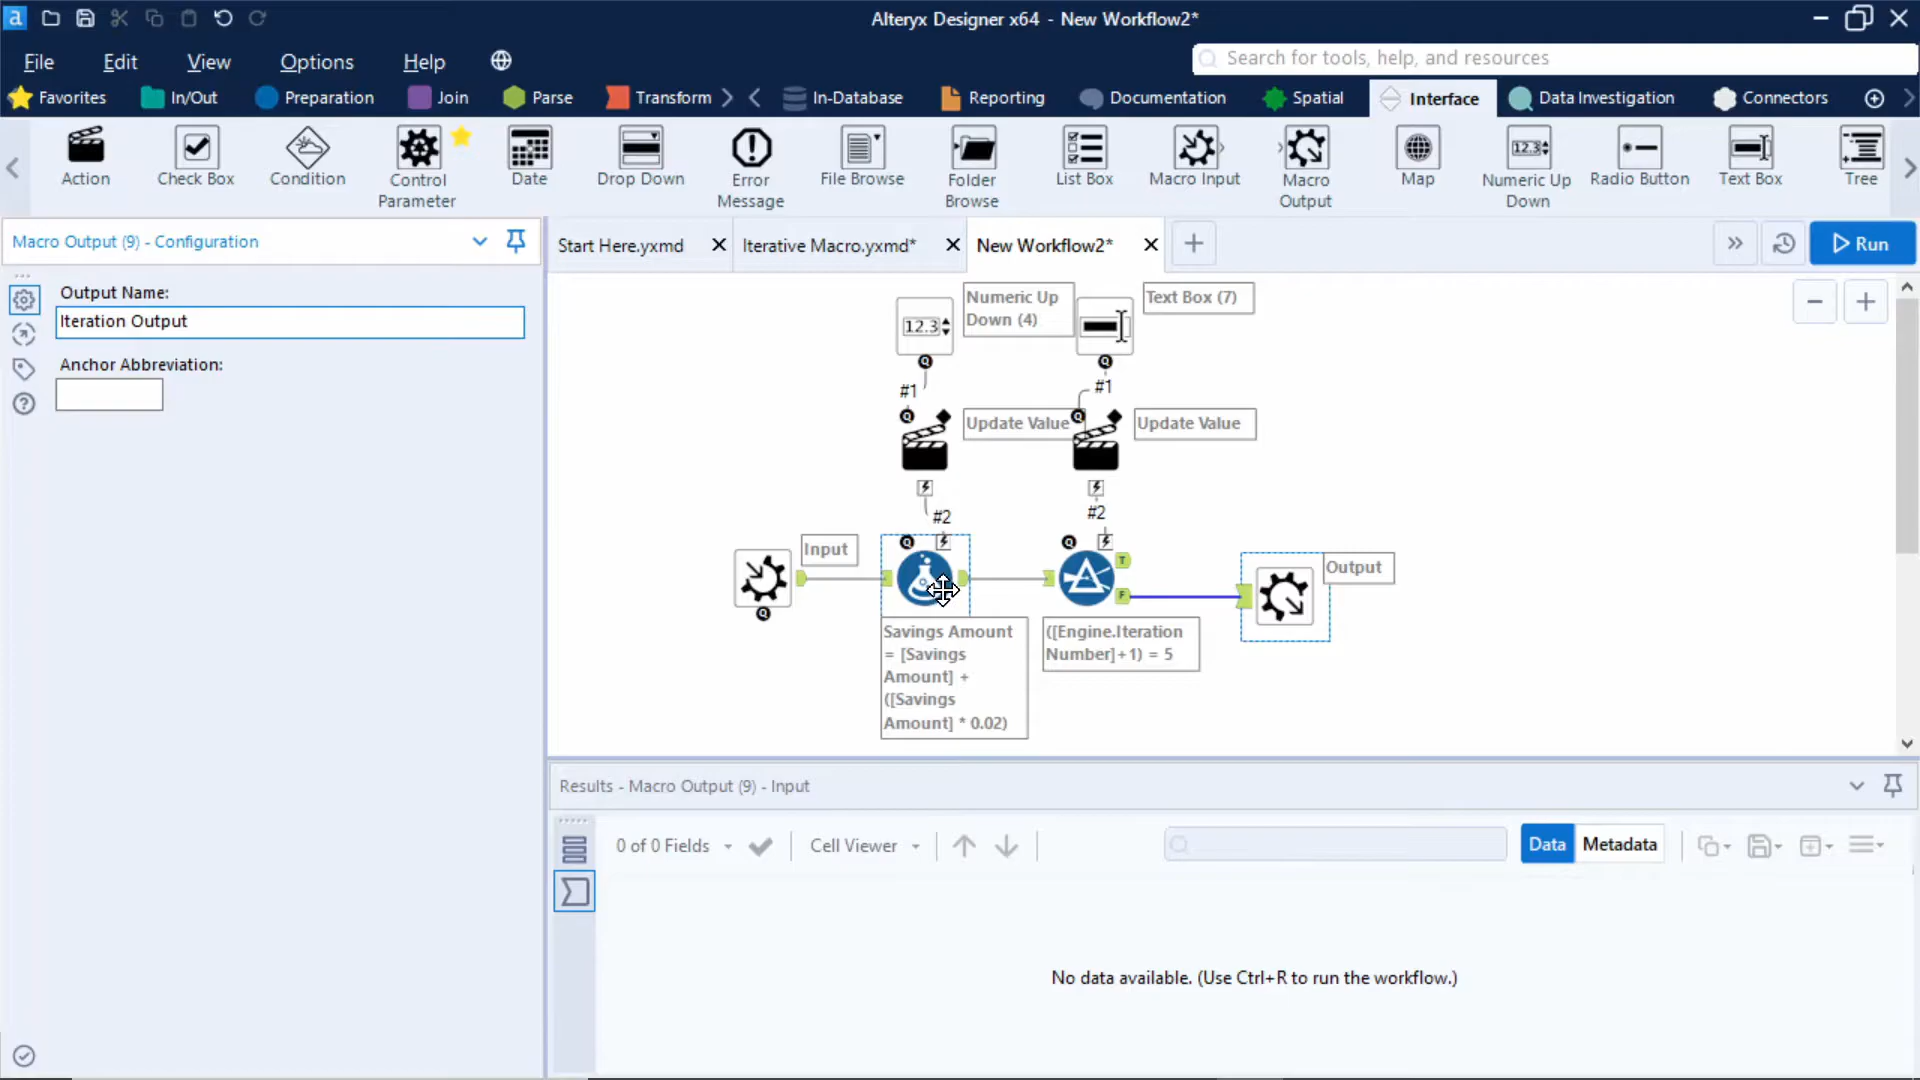 a
Alteryx Designer x64 - New Workflow2*
File Edit View Options Help
Search for tools, help, and resources
Favorites In/Out Preparation Join Parse Transform In-Database Reporting Documentation Spatial Interface Data Investigation Connectors
Action
Check Box
Condition
Control
Parameter
Date
Drop Down
Error
Message
File Browse
Folder
Browse
List Box
Macro Input
Macro
Output
Map
12.3
Numeric Up
Down
Radio Button
Text Box
Tree
Macro Output (9) - Configuration
Start Here.yxmd
Iterative Macro.yxmd*
New Workflow2*
Run
Output Name:
Iteration Output
Anchor Abbreviation:
12.3
Numeric Up
Down (4)
Text Box (7)
Q
Q
#1
#1
Q
Q
Update Value
Update Value
#2
#2
Q
Q
Input
Q
T
F
Output
Savings Amount
= [Savings
Amount] +
([Savings
Amount] * 0.02)
([Engine.Iteration
Number]+1) = 5
Results - Macro Output (9) - Input
0 of 0 Fields
Cell Viewer
Data
Metadata
No data available. (Use Ctrl+R to run the workflow.)